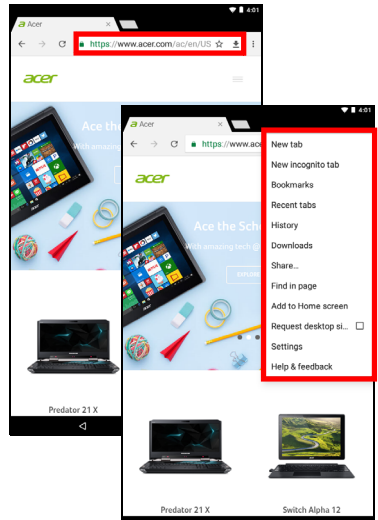 4:01
Acer
https://www.acer.com/ac/en/US
acer
Ace the
With amazing
Predator 21 X
4:01
Acer
https://www.ace
acer
Ace the Scho
With amazing tech @
EXPLORE
New tab
New incognito tab
Bookmarks
Recent tabs
History
Downloads
Share...
Find in page
Add to Home screen
Request desktop si...
Settings
Help & feedback
Predator 21 X
Switch Alpha 12